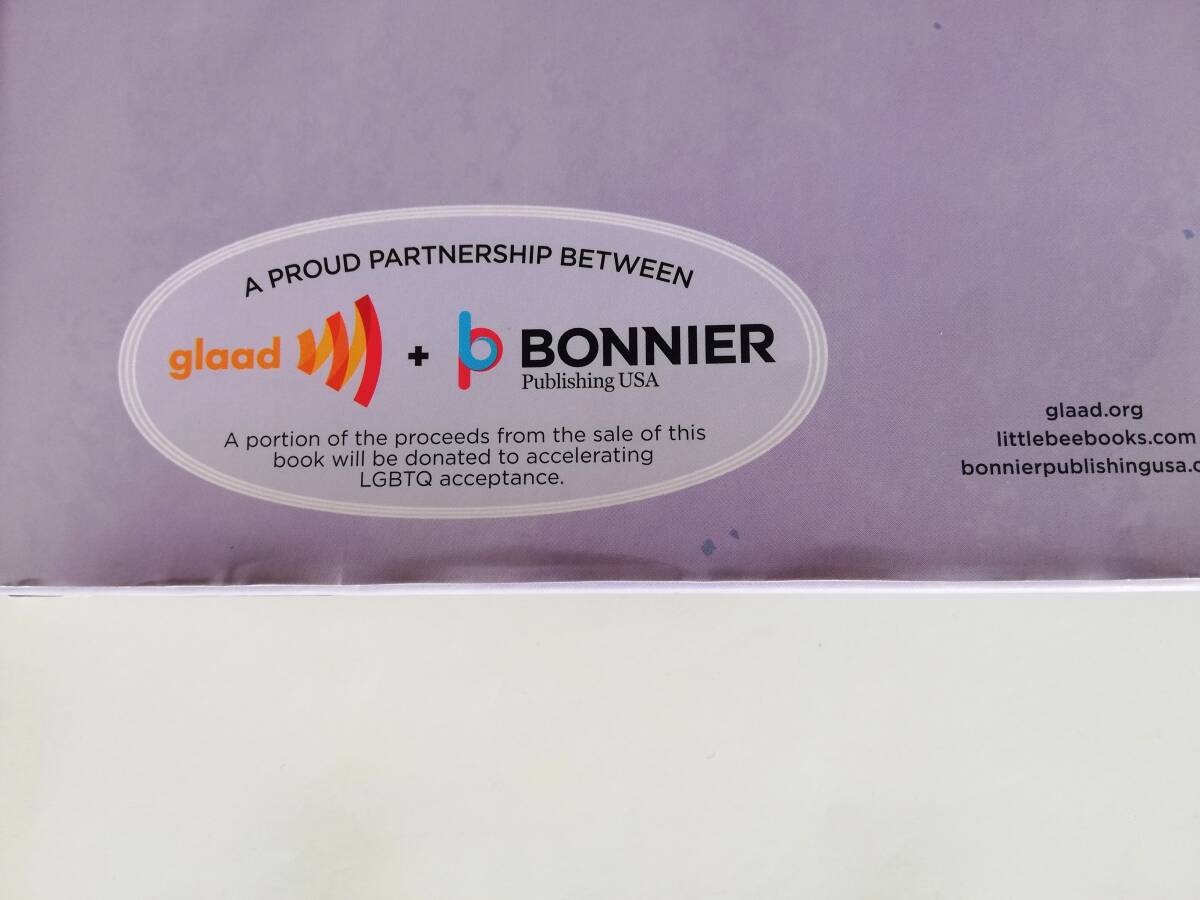 A PROUD PARTNERSHIP BETWEEN
glaad + b BONNIER
Publishing USA
A portion of the proceeds from the sale of this
book will be donated to accelerating
LGBTQ acceptance.
glaad.org
littlebeebooks.com
bonnierpublishingusa.c